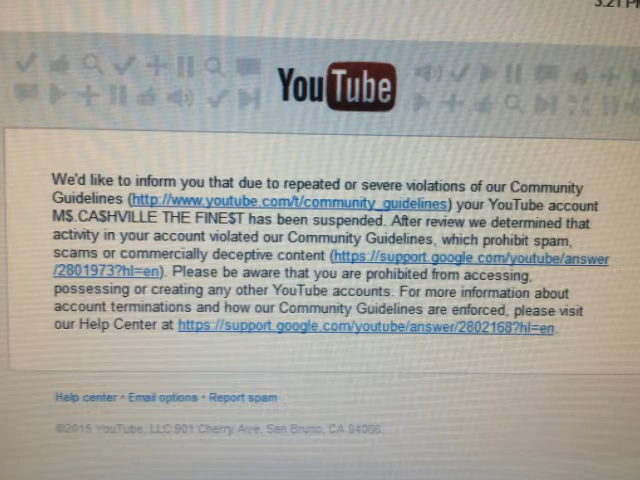 3:21 PM
YouTube
We'd like to inform you that due to repeated or severe violations of our Community
Guidelines (http://www.youtube.com/t/community_guidelines) your YouTube account
M$.CA$HVILLE THE FINE$T has been suspended. After review we determined that
activity in your account violated our Community Guidelines, which prohibit spam,
scams or commercially deceptive content (https://support.google.com/youtube/answer
/2801973?hl=en). Please be aware that you are prohibited from accessing,
possessing or creating any other YouTube accounts. For more information about
account terminations and how our Community Guidelines are enforced, please visit
our Help Center at https://support.google.com/youtube/answer/2802168?hl=en.
Help center • Email options • Report spam
©2015 YouTube, LLC 901 Cherry Ave, San Bruno, CA 94066